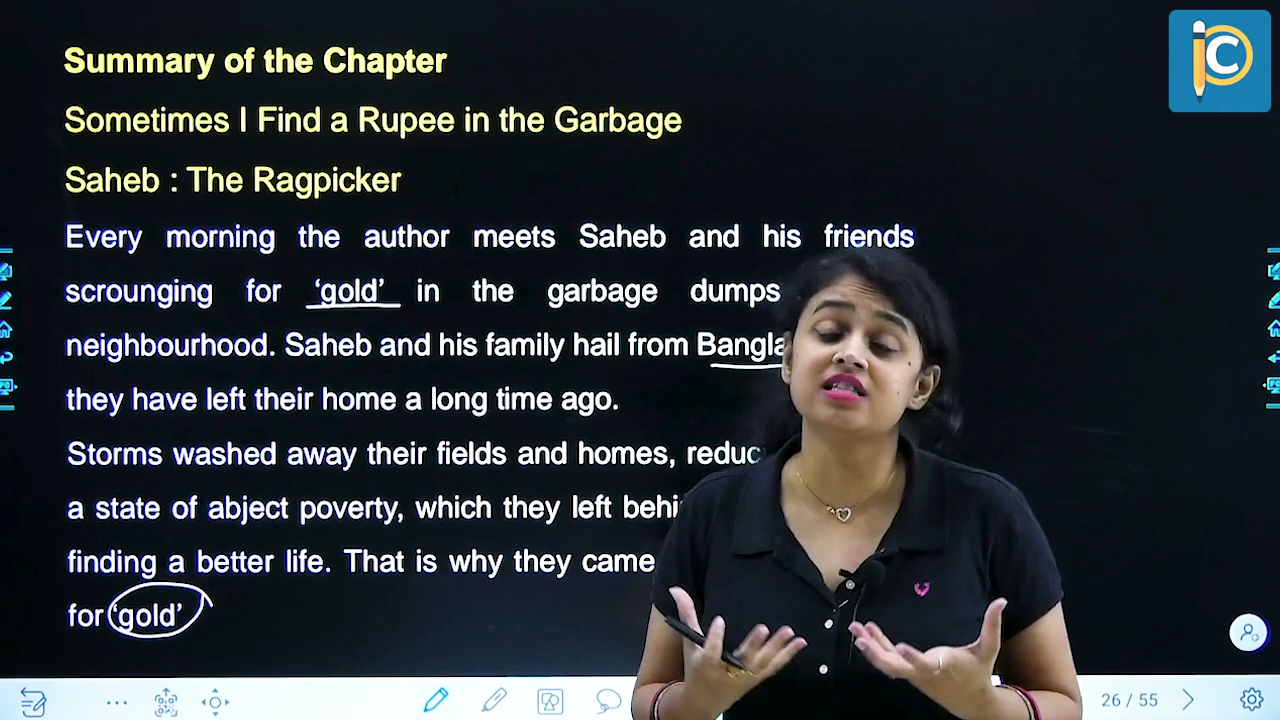 Summary of the Chapter
Sometimes I Find a Rupee in the Garbage
Saheb : The Ragpicker
Every morning the author meets Saheb and his friends
scrounging for ‘gold’ in the garbage dumps
neighbourhood. Saheb and his family hail from
they have left their home a long time ago.
Storms washed away their fields and homes,
a state of abject poverty, which they left
finding a better life. That is why they came
for ‘gold’
26 / 55